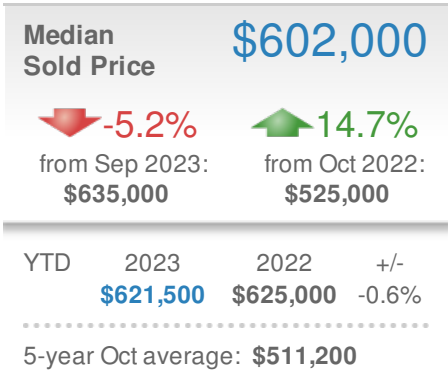 Median
Sold Price
$602,000
-5.2%
from Sep 2023:
$635,000
14.7%
from Oct 2022:
$525,000
YTD 2023 2022 +/-
$621,500 $625,000 -0.6%
5-year Oct average: $511,200